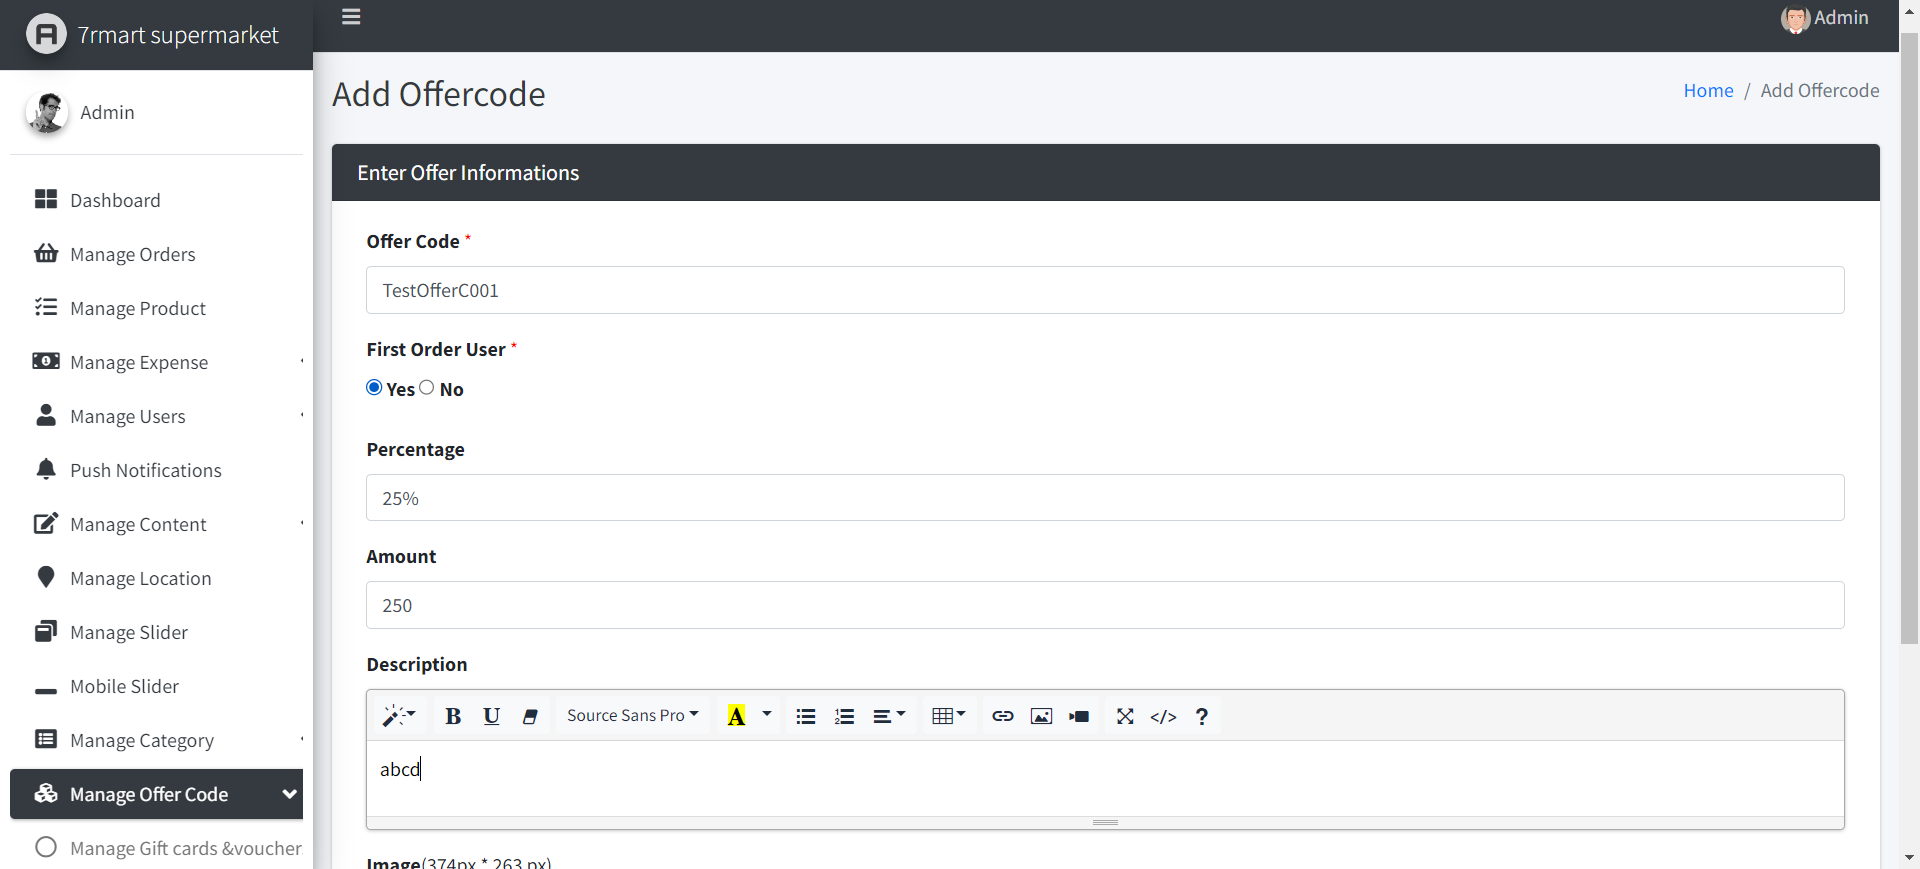 7rmart supermarket
Admin
Admin
Dashboard
Manage Orders
Manage Product
Manage Expense
Manage Users
Push Notifications
Manage Content
Manage Location
Manage Slider
Mobile Slider
Manage Category
Manage Offer Code
Manage Gift cards &voucher
Add Offercode
Home / Add Offercode
Enter Offer Informations
Offer Code *
TestOfferC001
First Order User *
Yes No
Percentage
25%
Amount
250
Description
B U Source Sans Pro A </> ?
abcd
Image(374px * 263 px)